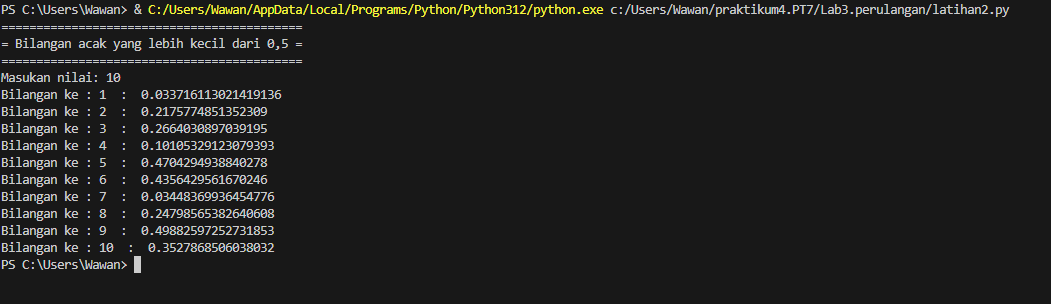 PS C:\Users\Wawan> & C:/Users/Wawan/AppData/Local/Programs/Python/Python312/python.exe c:/Users/Wawan/praktikum4.PT7/Lab3.perulangan/latihan2.py
===========================================
= Bilangan acak yang lebih kecil dari 0,5 =
===========================================
Masukan nilai: 10
Bilangan ke : 1  :  0.033716113021419136
Bilangan ke : 2  :  0.2175774851352309
Bilangan ke : 3  :  0.2664030897039195
Bilangan ke : 4  :  0.10105329123079393
Bilangan ke : 5  :  0.4704294938840278
Bilangan ke : 6  :  0.4356429561670246
Bilangan ke : 7  :  0.03448369936454776
Bilangan ke : 8  :  0.24798565382640608
Bilangan ke : 9  :  0.49882597252731853
Bilangan ke : 10  :  0.3527868506038032
PS C:\Users\Wawan>